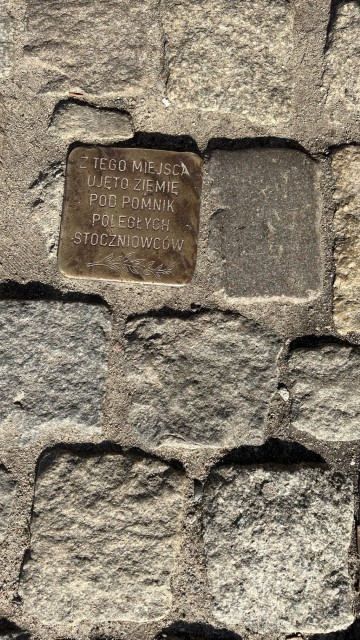 Z TEGO MIEJSCA
UJĘTO ZIEMIĘ
POD POMNIK
POLEGŁYCH
STOCZNIOWCÓW